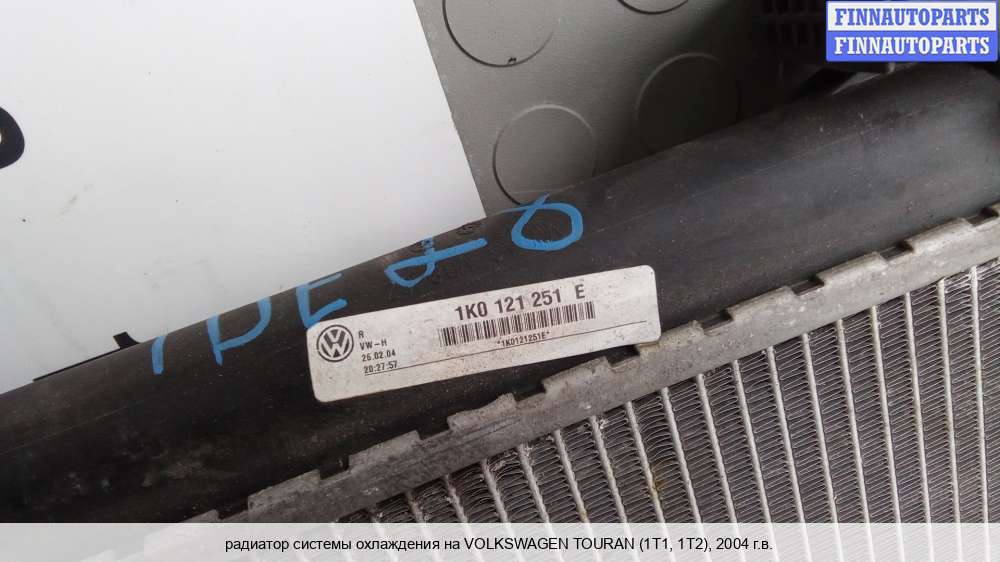 FINNAUTOPARTS
FINNAUTOPARTS
1K0 121 251 E
R
VW-H
26.02.04
20:27:57
*1K0121251E*
радиатор системы охлаждения на VOLKSWAGEN TOURAN (1T1, 1T2), 2004 г.в.